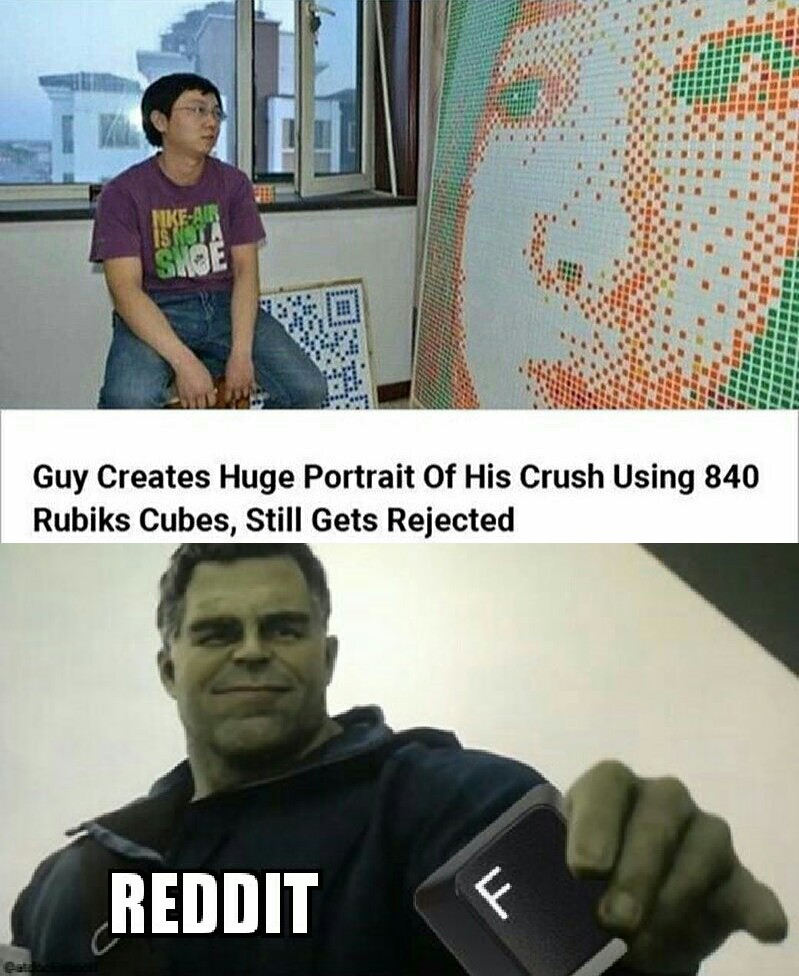 NIKE-AIR
IS NOT A
SHOE
Guy Creates Huge Portrait Of His Crush Using 840
Rubiks Cubes, Still Gets Rejected
F
REDDIT